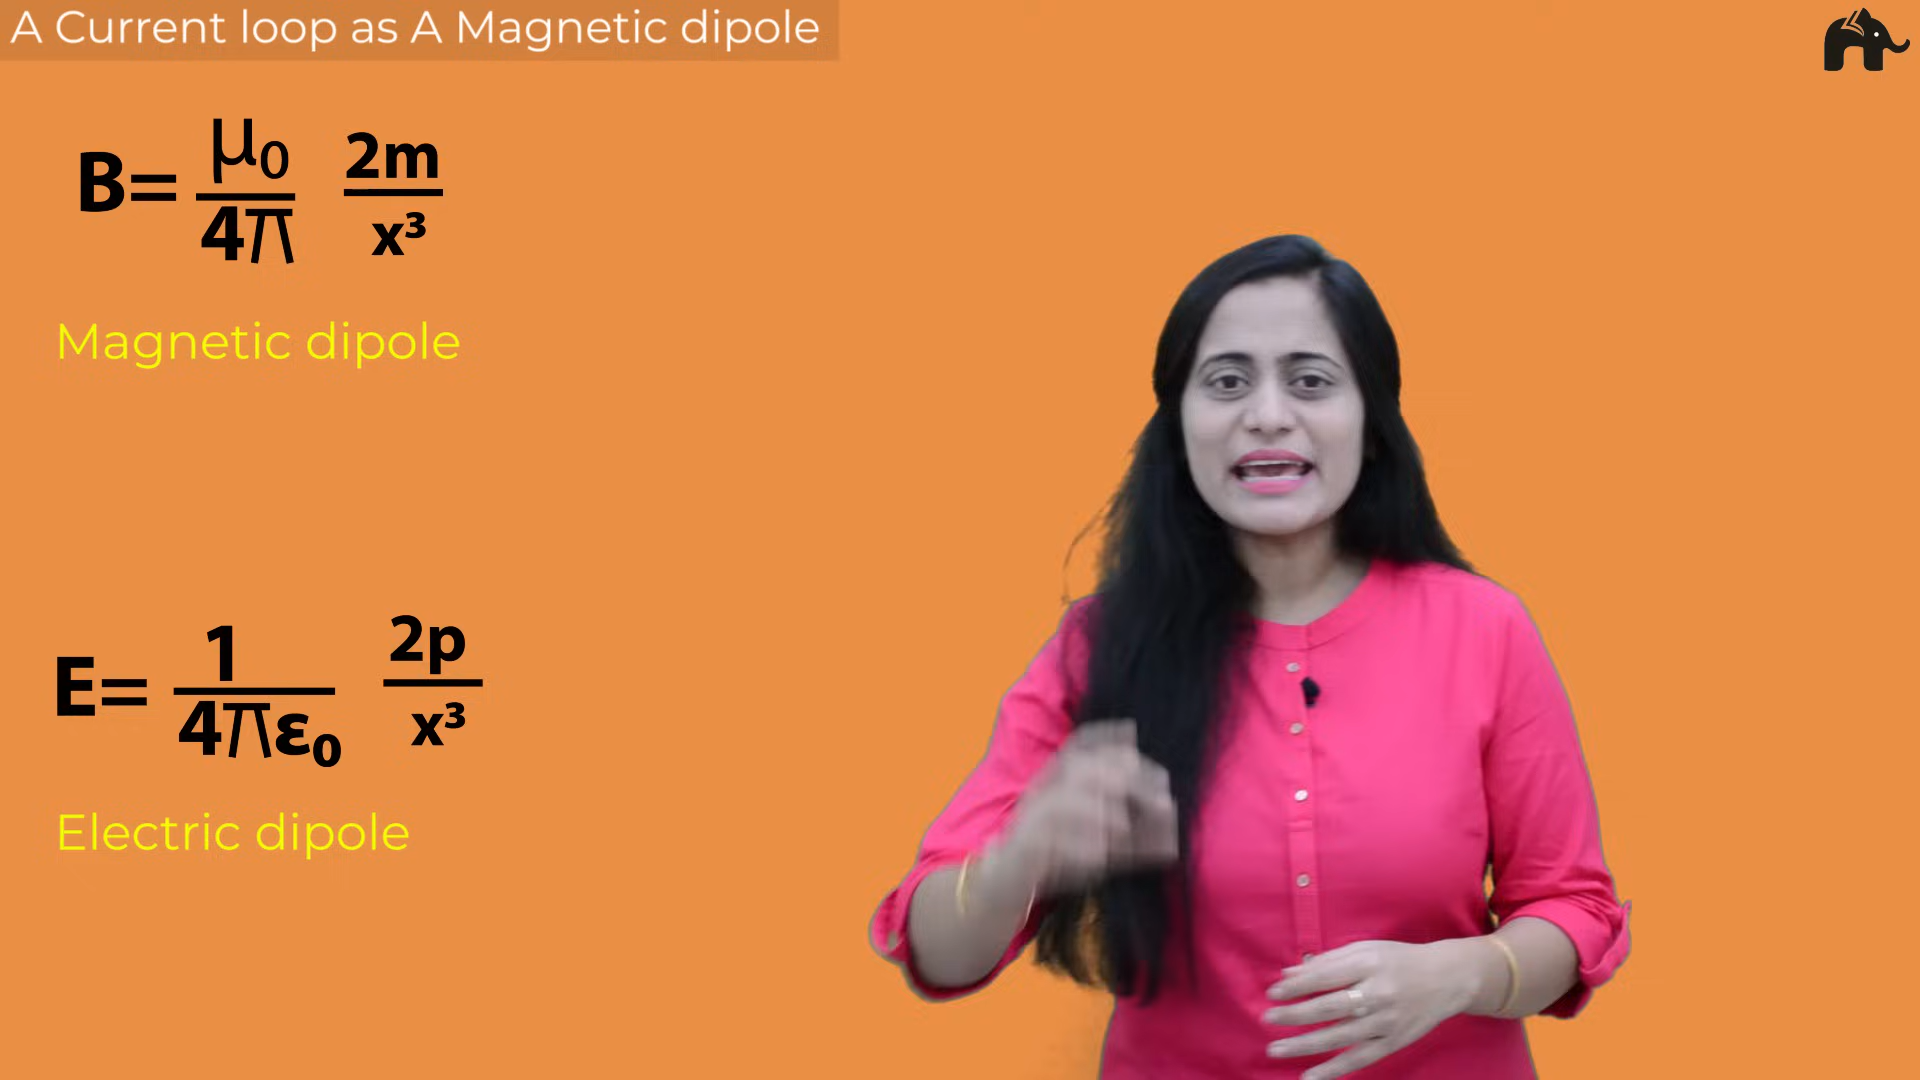 A Current loop as A Magnetic dipole
B= μ₀/4π 2m/x³
Magnetic dipole
E= 1/4πε₀ 2p/x³
Electric dipole